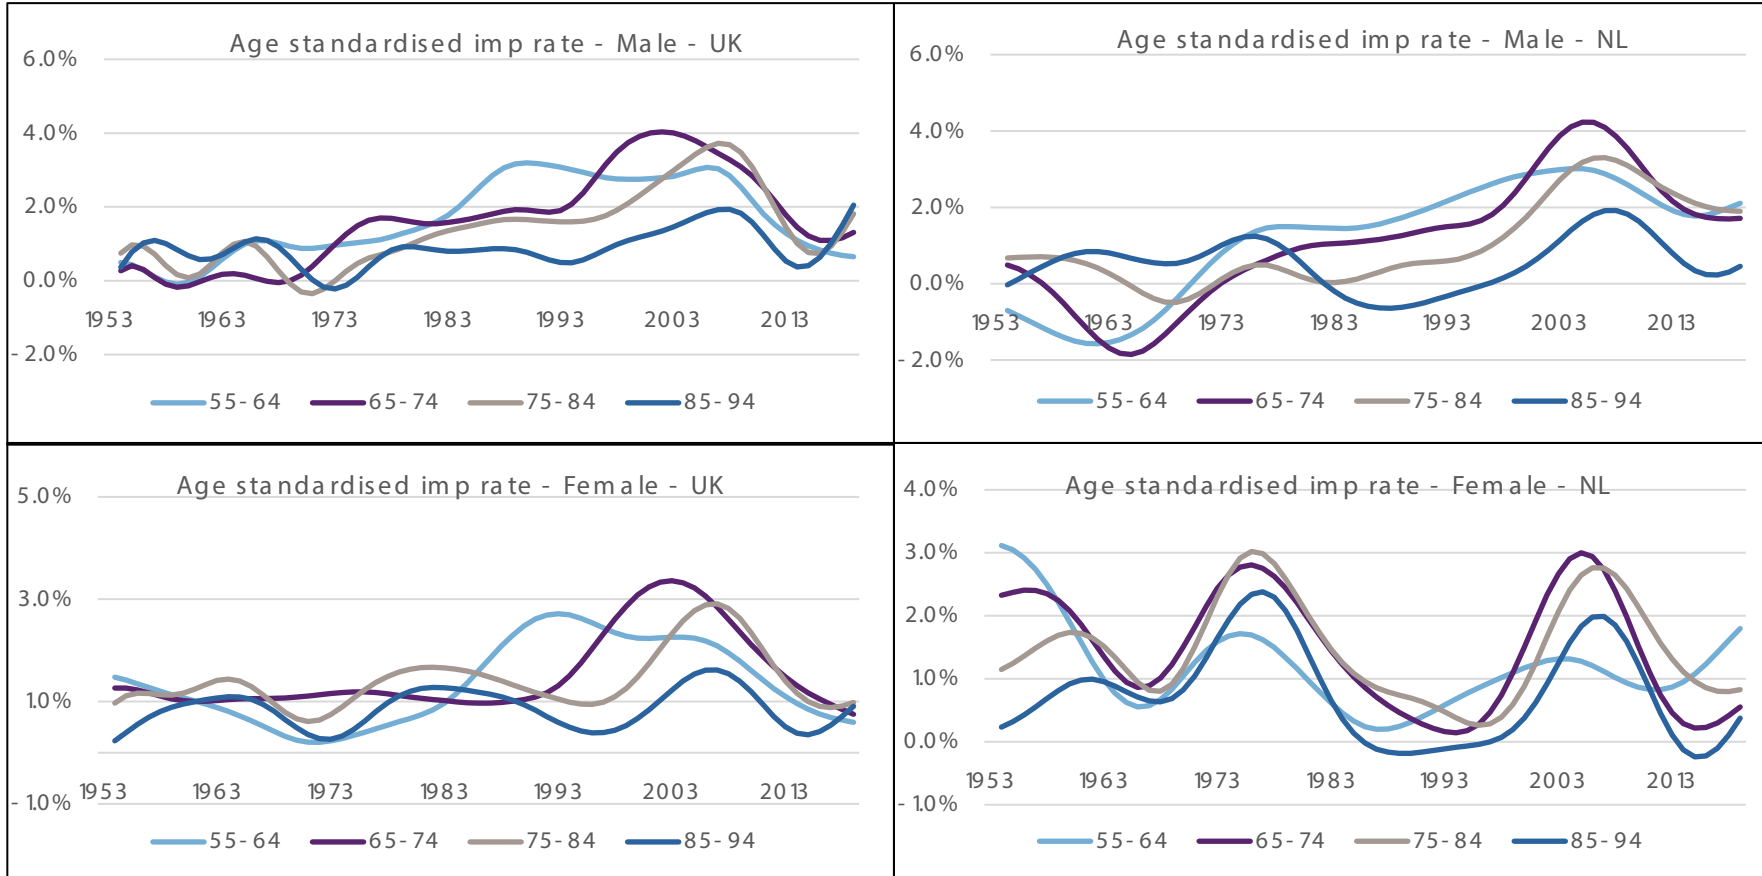 Age standardised imp rate - Male - UK
6.0%
4.0%
2.0%
0.0%
-2.0%
1953 1963 1973 1983 1993 2003 2013
55-64 65-74 75-84 85-94
Age standardised imp rate - Male - NL
6.0%
4.0%
2.0%
0.0%
-2.0%
1953 1963 1973 1983 1993 2003 2013
55-64 65-74 75-84 85-94
Age standardised imp rate - Female - UK
5.0%
3.0%
1.0%
-1.0%
1953 1963 1973 1983 1993 2003 2013
55-64 65-74 75-84 85-94
Age standardised imp rate - Female - NL
4.0%
3.0%
2.0%
1.0%
0.0%
-1.0%
1953 1963 1973 1983 1993 2003 2013
55-64 65-74 75-84 85-94